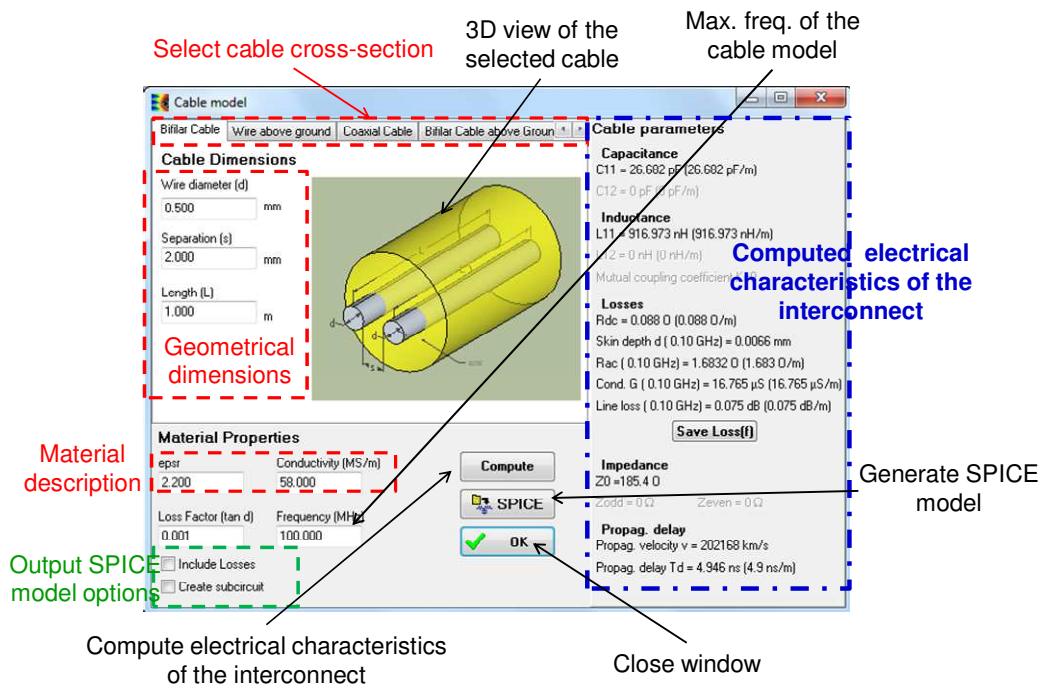 Select cable cross-section
3D view of the
selected cable
Max. freq. of the
cable model
Cable model
Bifilar Cable
Wire above ground
Coaxial Cable
Bifilar Cable above Groun
Cable parameters
Cable Dimensions
Wire diameter (d)
0.500 mm
Separation (s)
2.000 mm
Length (L)
1.000 m
Geometrical
dimensions
L
d
d
s
Capacitance
C11 = 26.682 pF (26.682 pF/m)
C12 = 0 pF (0 pF/m)
Inductance
L11 = 916.973 nH (916.973 nH/m)
L12 = 0 nH (0 nH/m)
Mutual coupling coefficient
Computed electrical
characteristics of the
interconnect
Losses
Rdc = 0.088 O (0.088 O/m)
Skin depth d ( 0.10 GHz) = 0.0066 mm
Rac ( 0.10 GHz) = 1.6832 O (1.683 O/m)
Cond. G ( 0.10 GHz) = 16.765 µS (16.765 µS/m)
Line loss ( 0.10 GHz) = 0.075 dB (0.075 dB/m)
Save Loss(f)
Impedance
Z0 =185.4 O
Zodd = 0 Ω Zeven = 0 Ω
Propag. delay
Propag. velocity v = 202168 km/s
Propag. delay Td = 4.946 ns (4.9 ns/m)
Material Properties
Material
description
epsr Conductivity (MS/m)
2.200 58.000
Loss Factor (tan d) Frequency (MHz)
0.001 100.000
Compute
SPICE
OK
Generate SPICE
model
Output SPICE
model options
Include Losses
Create subcircuit
Compute electrical characteristics
of the interconnect
Close window